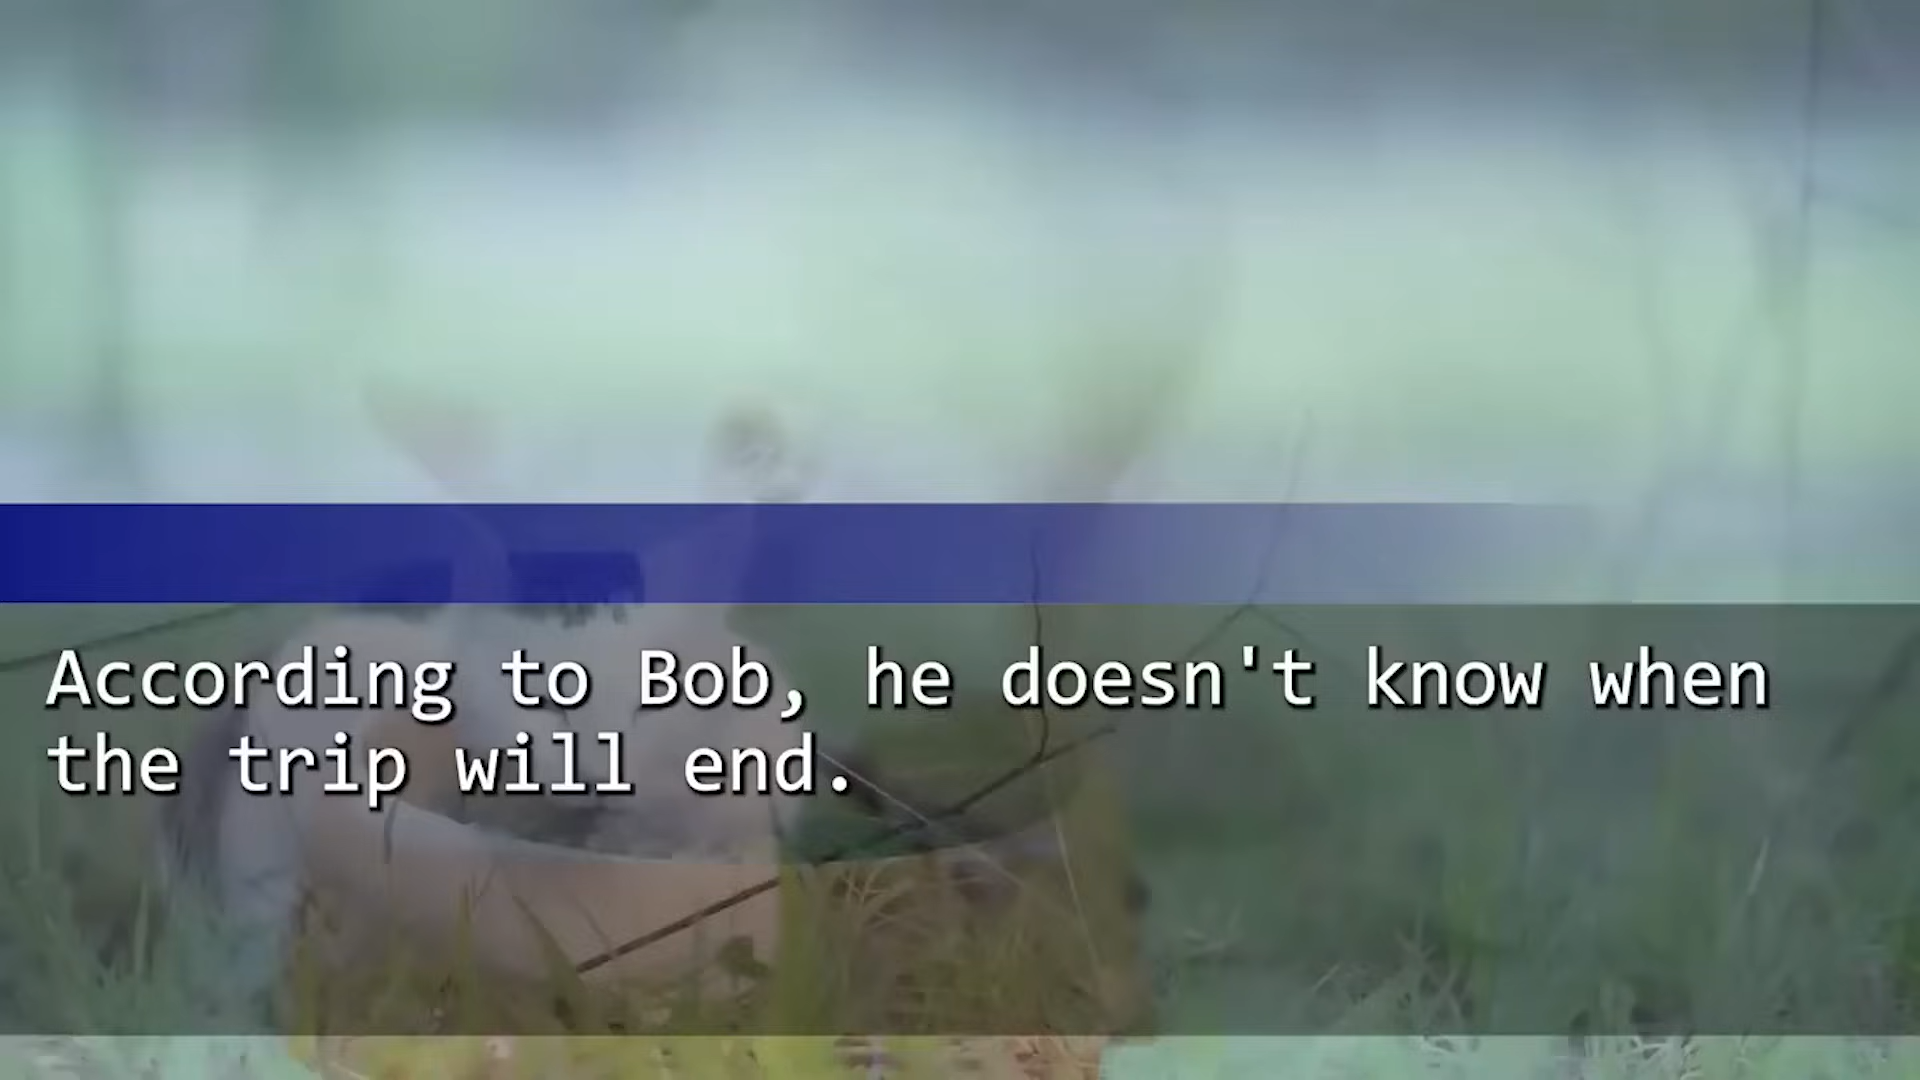 According to Bob, he doesn't know when
the trip will end.